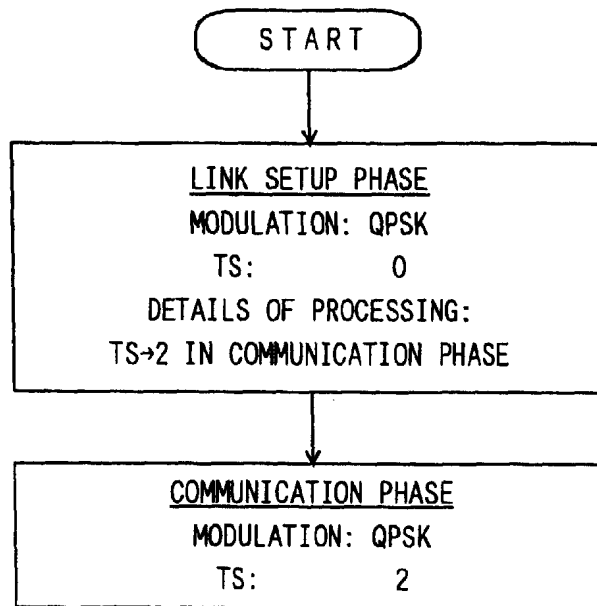 START
LINK SETUP PHASE
MODULATION: QPSK
TS: 0
DETAILS OF PROCESSING:
TS→2 IN COMMUNICATION PHASE
COMMUNICATION PHASE
MODULATION: QPSK
TS: 2